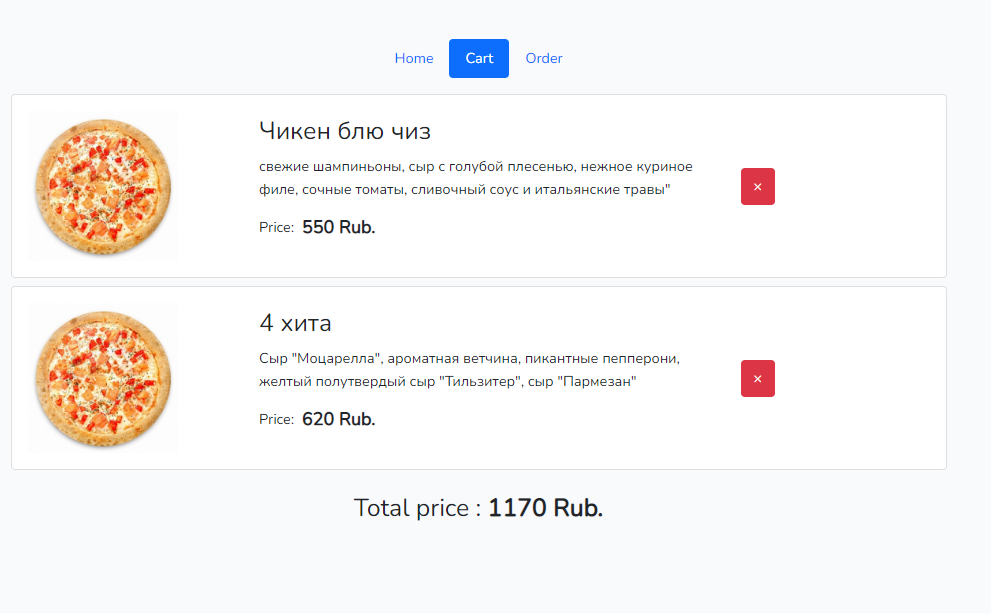 Home Cart Order
Чикен блю чиз
свежие шампиньоны, сыр с голубой плесенью, нежное куриное
филе, сочные томаты, сливочный соус и итальянские травы"
×
Price: 550 Rub.
4 хита
Сыр "Моцарелла", ароматная ветчина, пикантные пепперони,
желтый полутвердый сыр "Тильзитер", сыр "Пармезан"
×
Price: 620 Rub.
Total price : 1170 Rub.